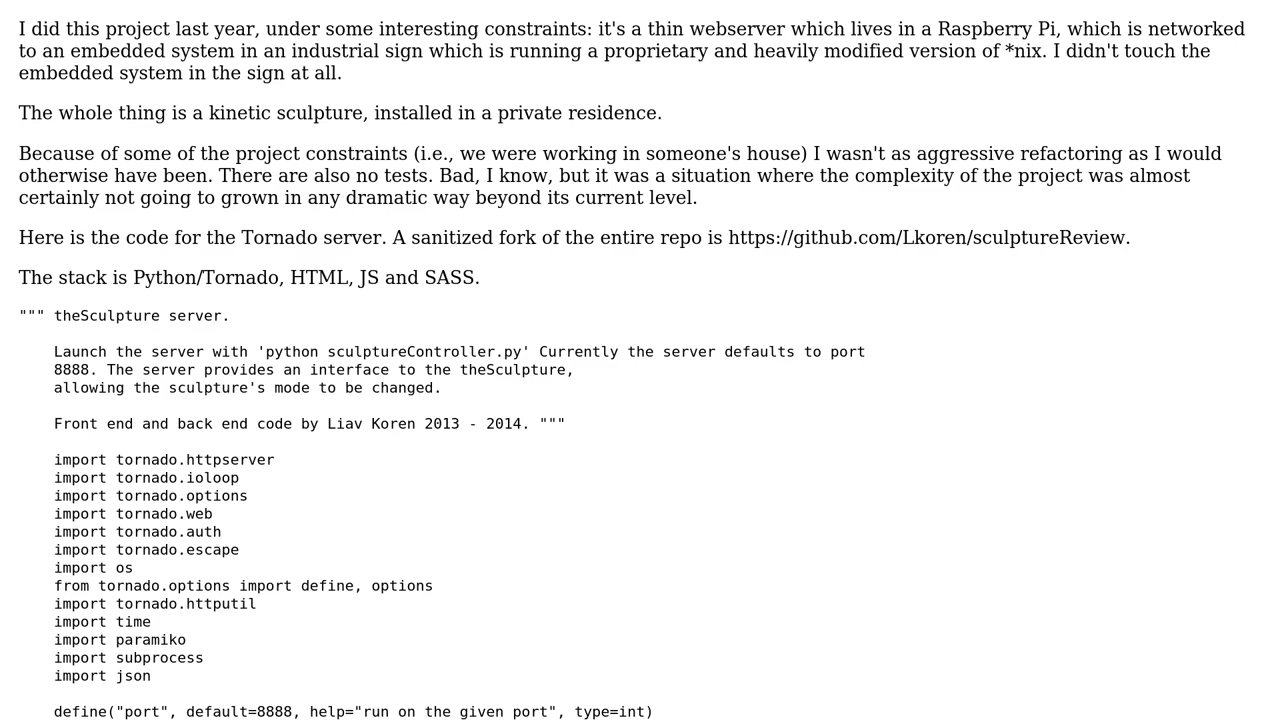 I did this project last year, under some interesting constraints: it's a thin webserver which lives in a Raspberry Pi, which is networked
to an embedded system in an industrial sign which is running a proprietary and heavily modified version of *nix. I didn't touch the
embedded system in the sign at all.
The whole thing is a kinetic sculpture, installed in a private residence.
Because of some of the project constraints (i.e., we were working in someone's house) I wasn't as aggressive refactoring as I would
otherwise have been. There are also no tests. Bad, I know, but it was a situation where the complexity of the project was almost
certainly not going to grown in any dramatic way beyond its current level.
Here is the code for the Tornado server. A sanitized fork of the entire repo is https://github.com/Lkoren/sculptureReview.
The stack is Python/Tornado, HTML, JS and SASS.
""" theSculpture server.
Launch the server with 'python sculptureController.py' Currently the server defaults to port
8888. The server provides an interface to the theSculpture,
allowing the sculpture's mode to be changed.
Front end and back end code by Liav Koren 2013 - 2014. """
import tornado.httpserver
import tornado.ioloop
import tornado.options
import tornado.web
import tornado.auth
import tornado.escape
import os
from tornado.options import define, options
import tornado.httputil
import time
import paramiko
import subprocess
import json
define("port", default=8888, help="run on the given port", type=int)